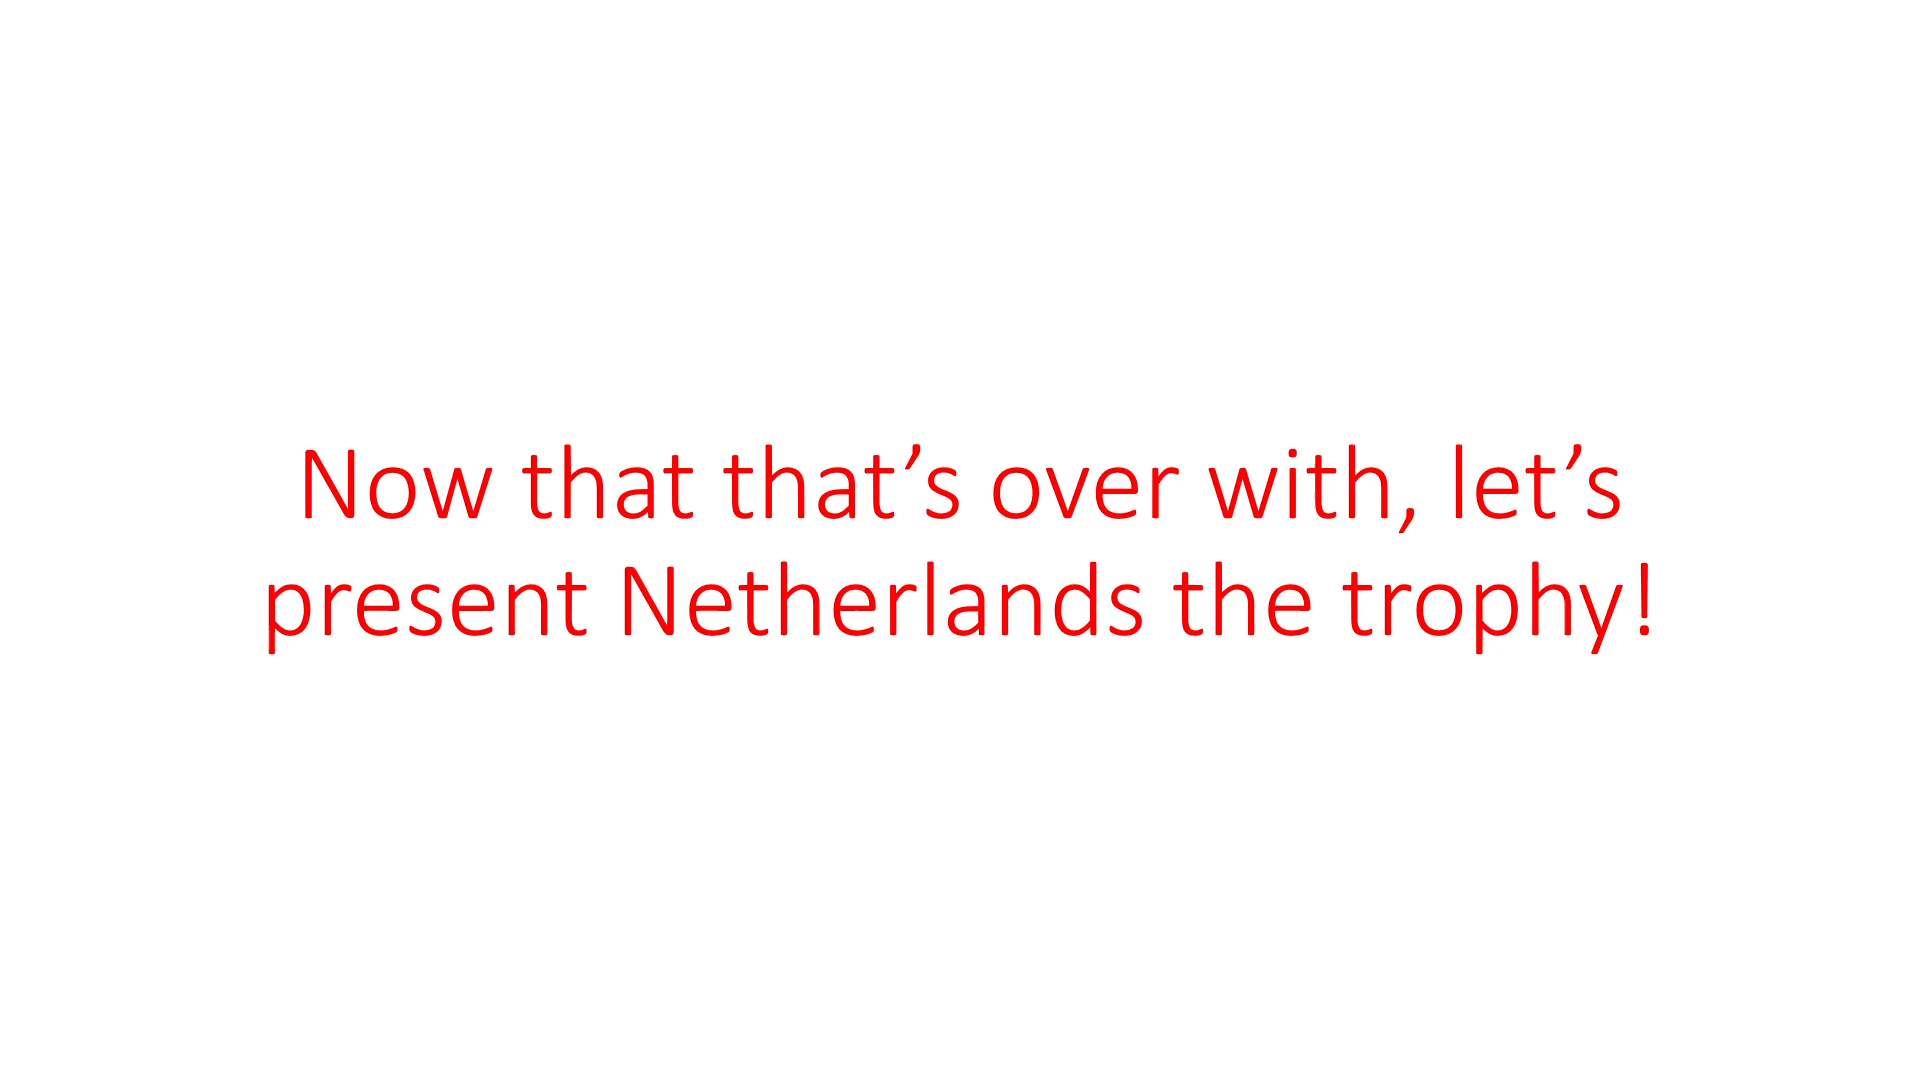 Now that that’s over with, let’s
present Netherlands the trophy!